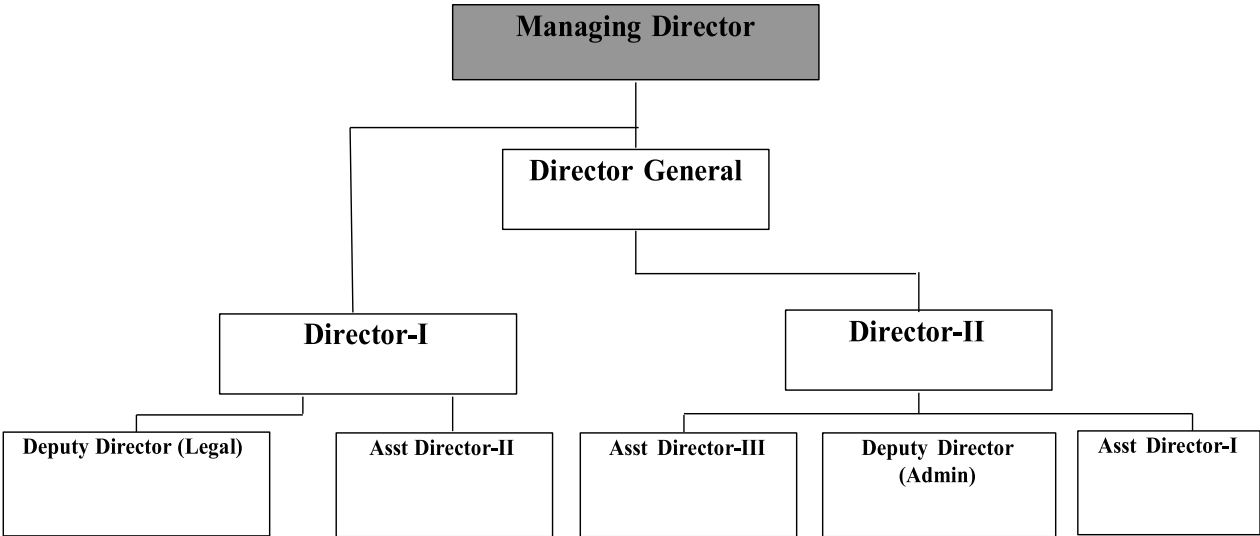 Managing Director
Director General
Director-I
Director-II
Deputy Director (Legal)
Asst Director-II
Asst Director-III
Deputy Director
(Admin)
Asst Director-I